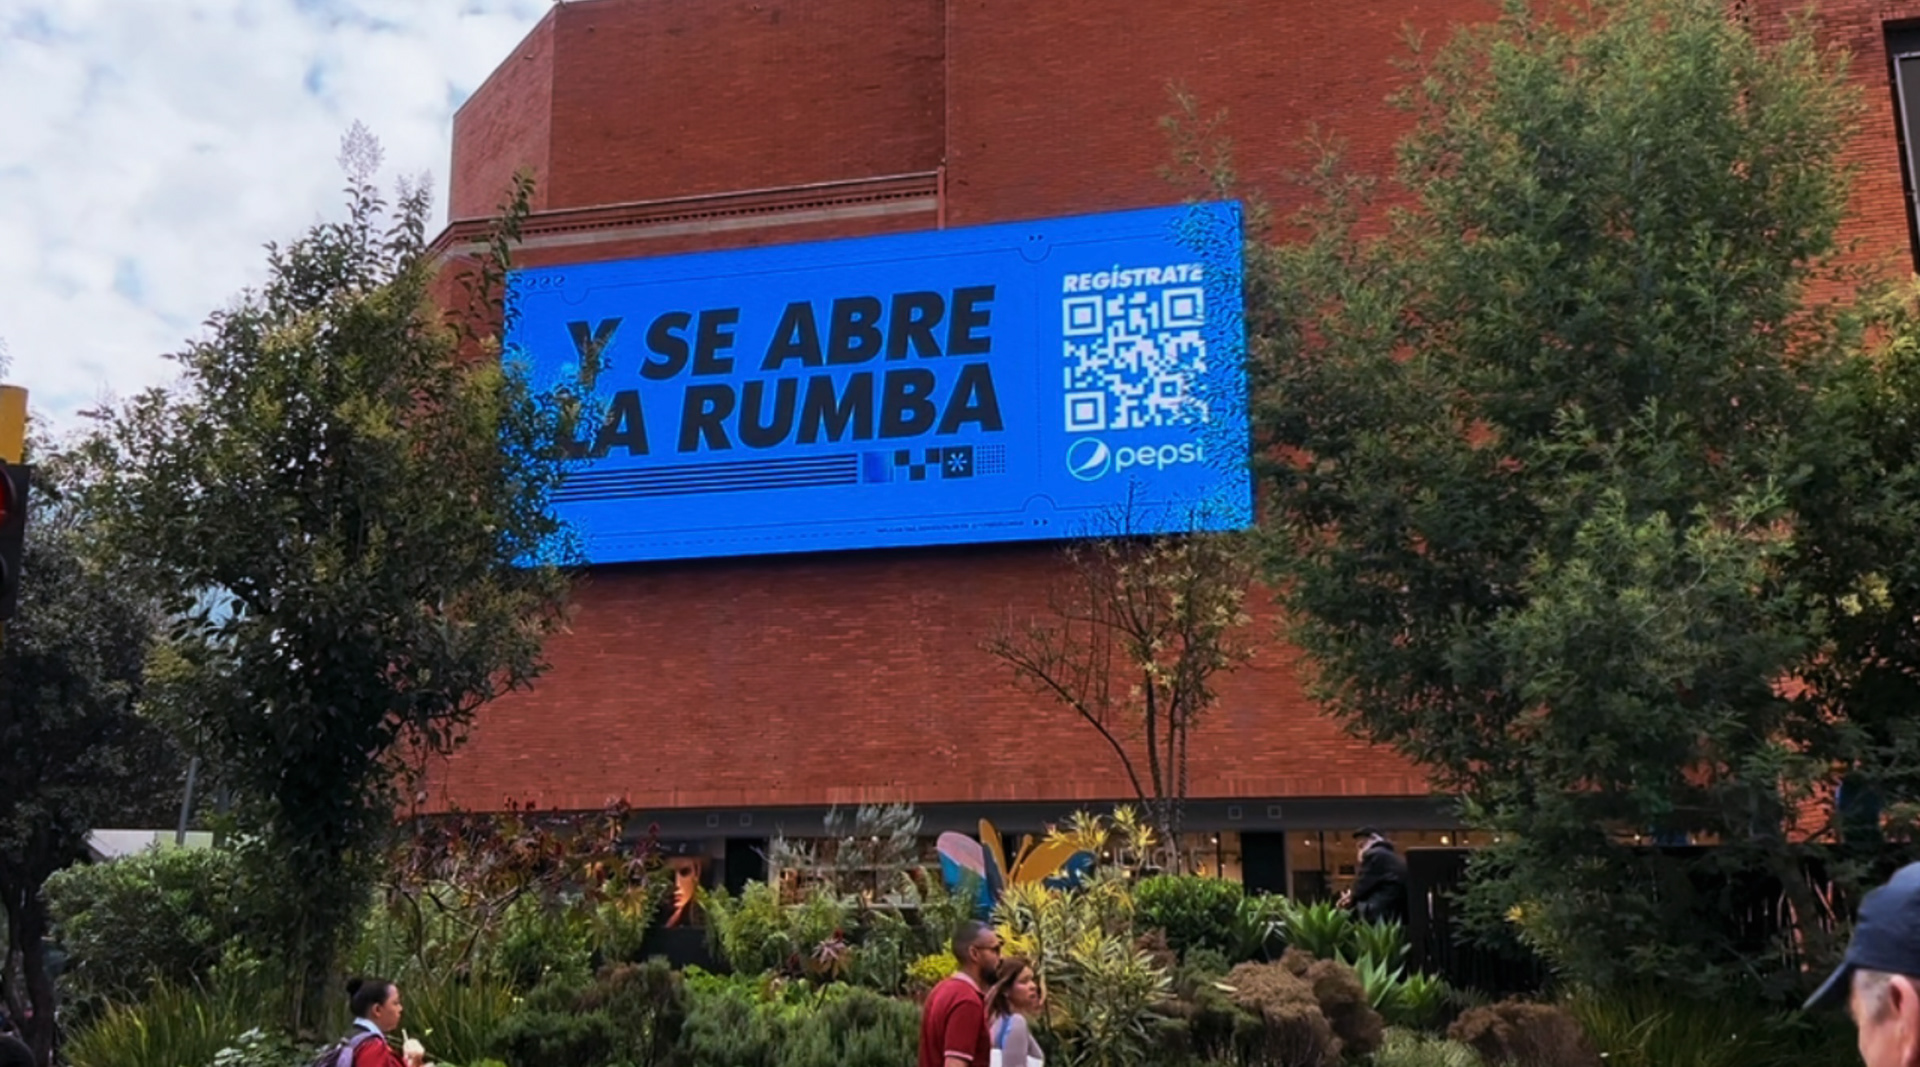 Y SE ABRE
LA RUMBA
REGÍSTRATE
pepsi